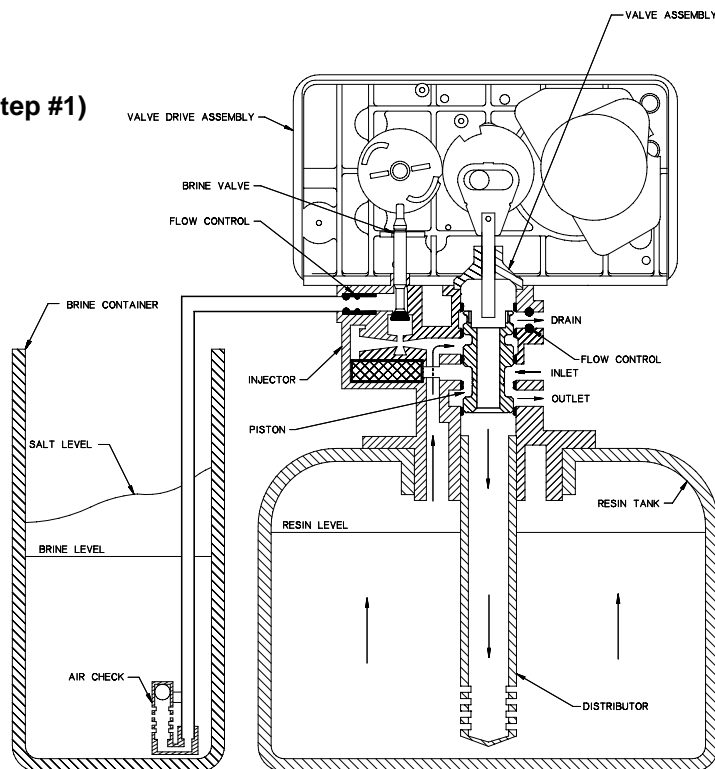 VALVE ASSEMBLY
tep #1)
VALVE DRIVE ASSEMBLY
BRINE VALVE
FLOW CONTROL
BRINE CONTAINER
DRAIN
FLOW CONTROL
INJECTOR
INLET
OUTLET
PISTON
SALT LEVEL
RESIN TANK
RESIN LEVEL
BRINE LEVEL
AIR CHECK
DISTRIBUTOR